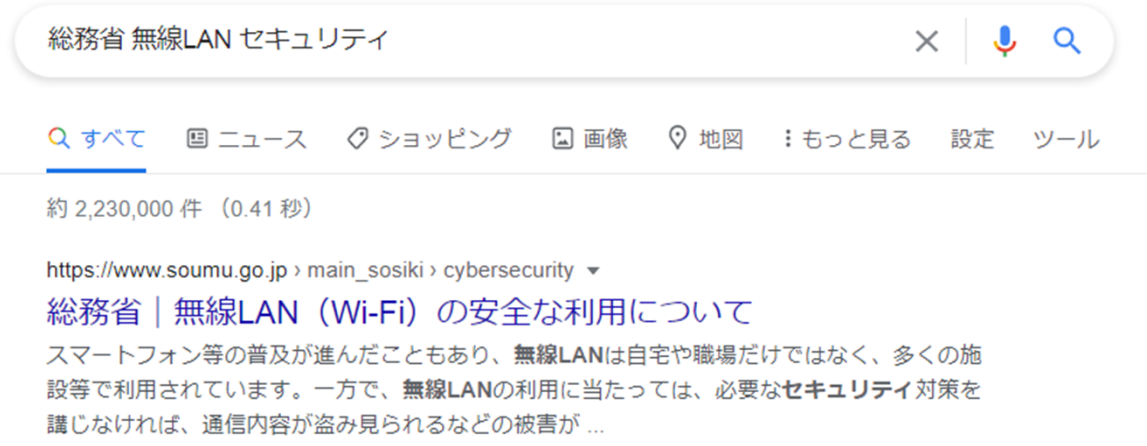 総務省 無線LAN セキュリティ
すべて ニュース ショッピング 画像 地図 もっと見る 設定 ツール
約 2,230,000 件 （0.41 秒）
https://www.soumu.go.jp › main_sosiki › cybersecurity
総務省｜無線LAN（Wi-Fi）の安全な利用について
スマートフォン等の普及が進んだこともあり、無線LANは自宅や職場だけではなく、多くの施
設等で利用されています。一方で、無線LANの利用に当たっては、必要なセキュリティ対策を
講じなければ、通信内容が盗み見られるなどの被害が ...